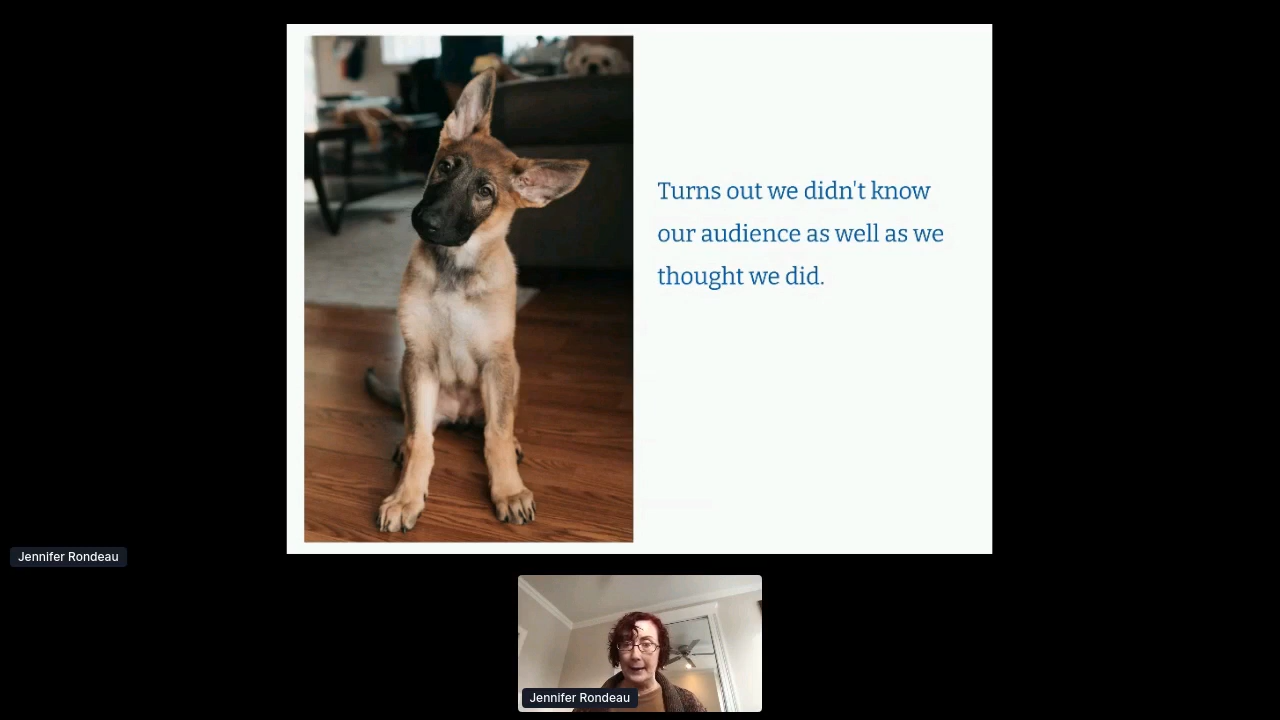 Turns out we didn't know
our audience as well as we
thought we did.
Jennifer Rondeau
Jennifer Rondeau